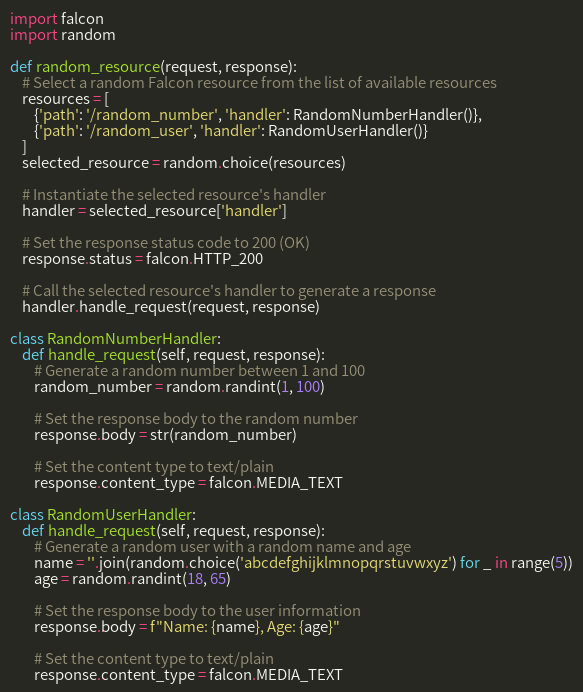 import falcon
import random

def random_resource(request, response):
    # Select a random Falcon resource from the list of available resources
    resources = [
        {'path': '/random_number', 'handler': RandomNumberHandler()},
        {'path': '/random_user', 'handler': RandomUserHandler()}
    ]
    selected_resource = random.choice(resources)

    # Instantiate the selected resource's handler
    handler = selected_resource['handler']

    # Set the response status code to 200 (OK)
    response.status = falcon.HTTP_200

    # Call the selected resource's handler to generate a response
    handler.handle_request(request, response)

class RandomNumberHandler:
    def handle_request(self, request, response):
        # Generate a random number between 1 and 100
        random_number = random.randint(1, 100)

        # Set the response body to the random number
        response.body = str(random_number)

        # Set the content type to text/plain
        response.content_type = falcon.MEDIA_TEXT

class RandomUserHandler:
    def handle_request(self, request, response):
        # Generate a random user with a random name and age
        name = ''.join(random.choice('abcdefghijklmnopqrstuvwxyz') for _ in range(5))
        age = random.randint(18, 65)

        # Set the response body to the user information
        response.body = f"Name: {name}, Age: {age}"

        # Set the content type to text/plain
        response.content_type = falcon.MEDIA_TEXT